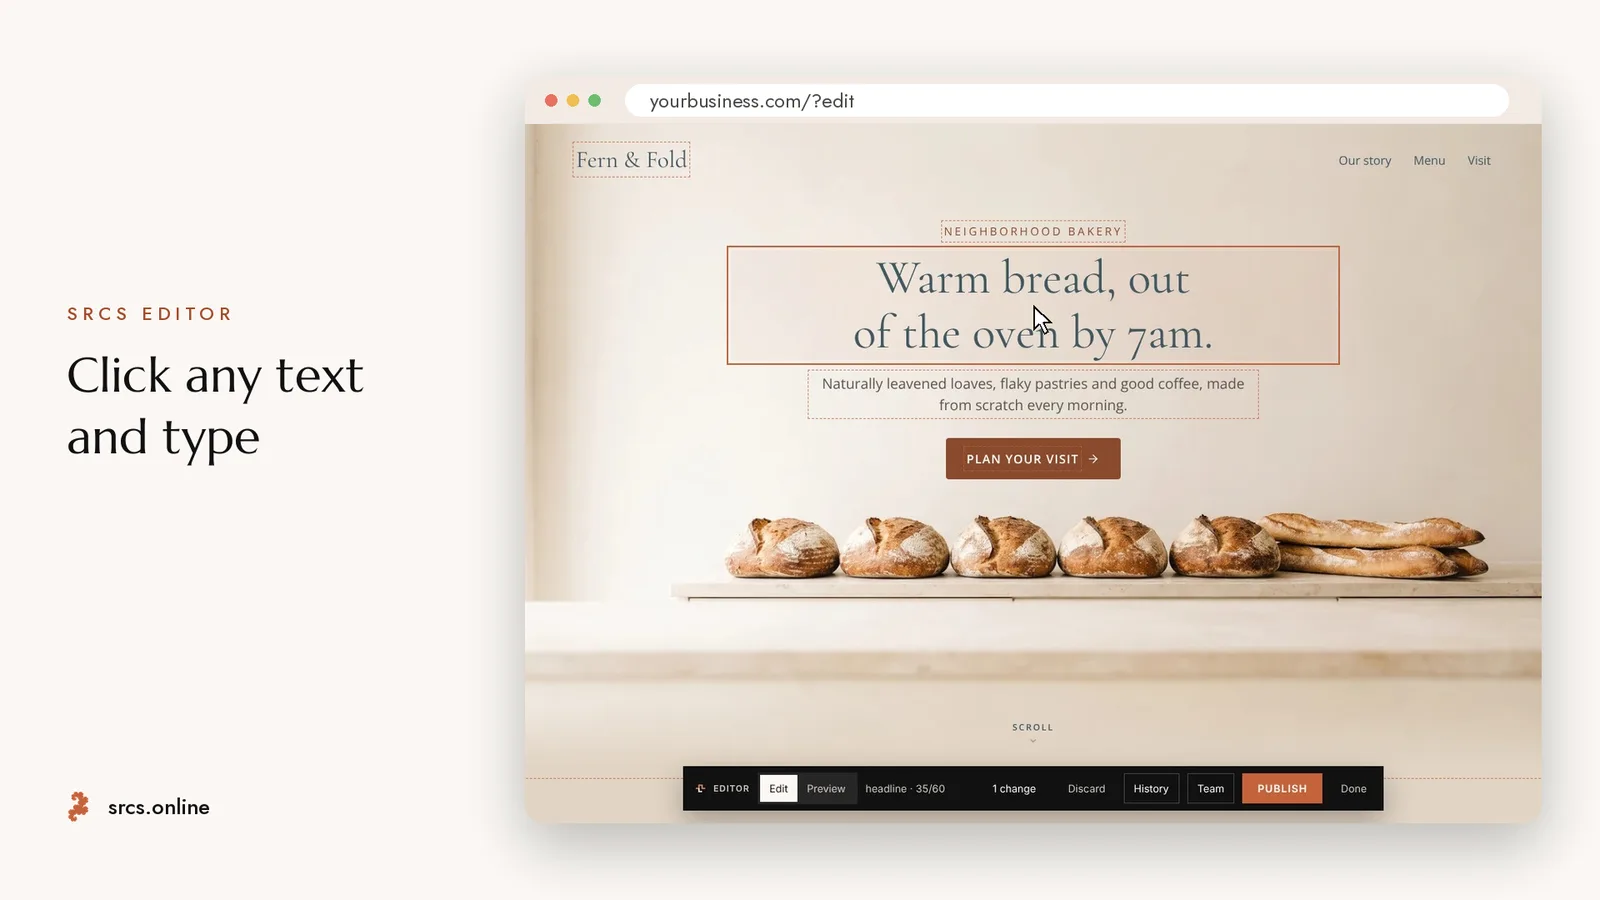 SRCS EDITOR
Click any text
and type
srcs.online
yourbusiness.com/?edit
Fern & Fold
Our story Menu Visit
NEIGHBORHOOD BAKERY
Warm bread, out
of the oven by 7am.
Naturally leavened loaves, flaky pastries and good coffee, made
from scratch every morning.
PLAN YOUR VISIT →
SCROLL
EDITOR Edit Preview headline · 35/60 1 change Discard History Team PUBLISH Done